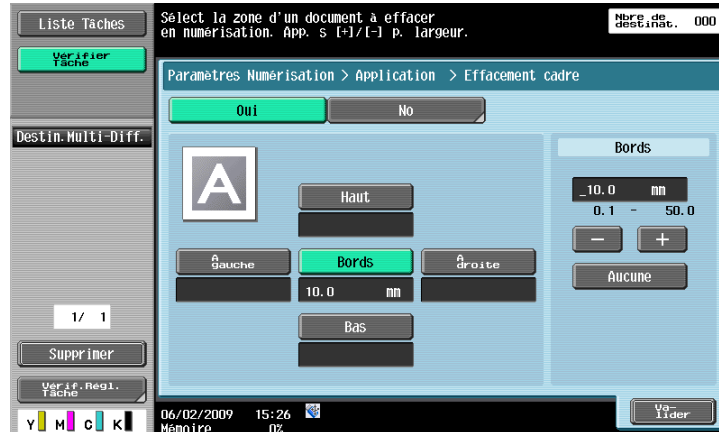 Liste Tâches
Sélect la zone d'un document à effacer
en numérisation. App. s [+]/[-] p. largeur.
Nbre de
destinat.
000
Vérifier
Tâche
Paramètres Numérisation > Application > Effacement cadre
Oui
No
Destin.Multi-Diff.
Bords
A
Haut
_10.0 mm
0.1 - 50.0
− +
A
gauche
Bords
A
droite
10.0 mm
Aucune
1/ 1
Bas
Supprimer
Vérif.Régl.
Tâche
Va-
lider
Y M C K
06/02/2009 15:26
Mémoire 0%